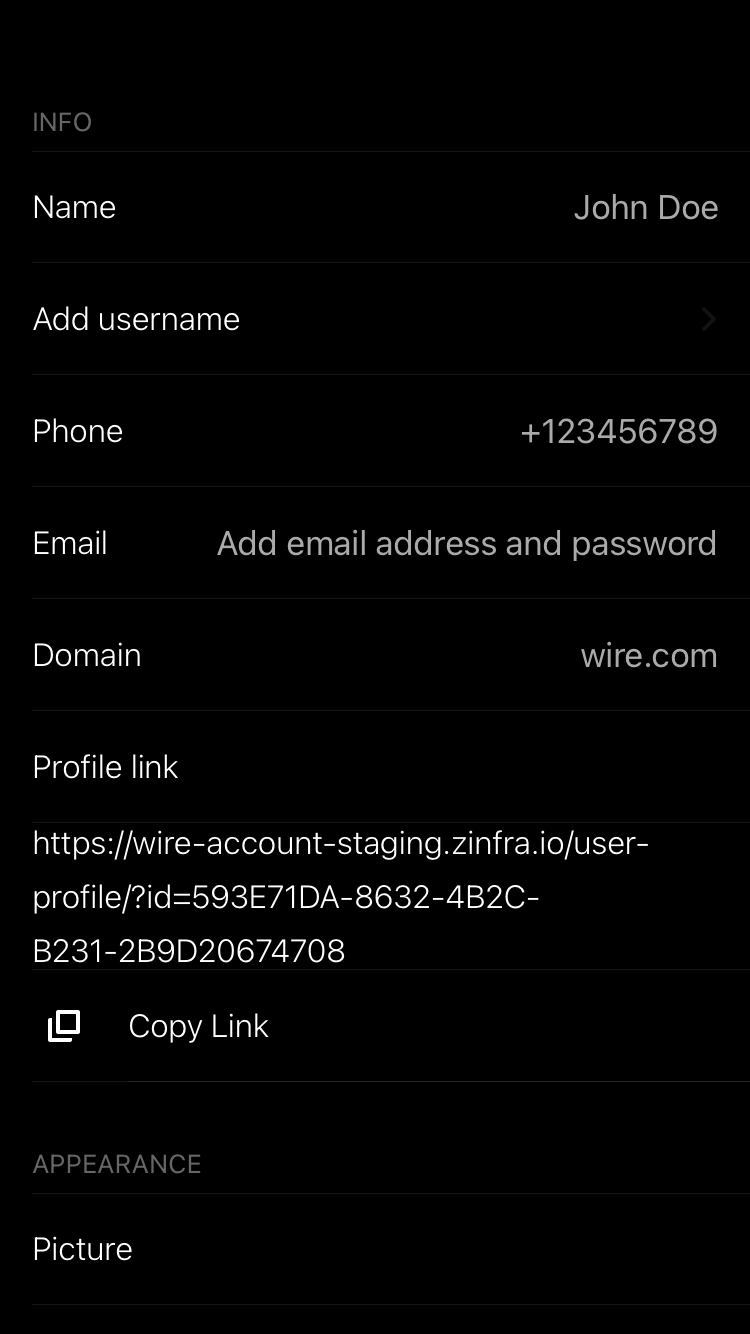 INFO
Name John Doe
Add username
Phone +123456789
Email Add email address and password
Domain wire.com
Profile link
https://wire-account-staging.zinfra.io/user-
profile/?id=593E71DA-8632-4B2C-
B231-2B9D20674708
Copy Link
APPEARANCE
Picture